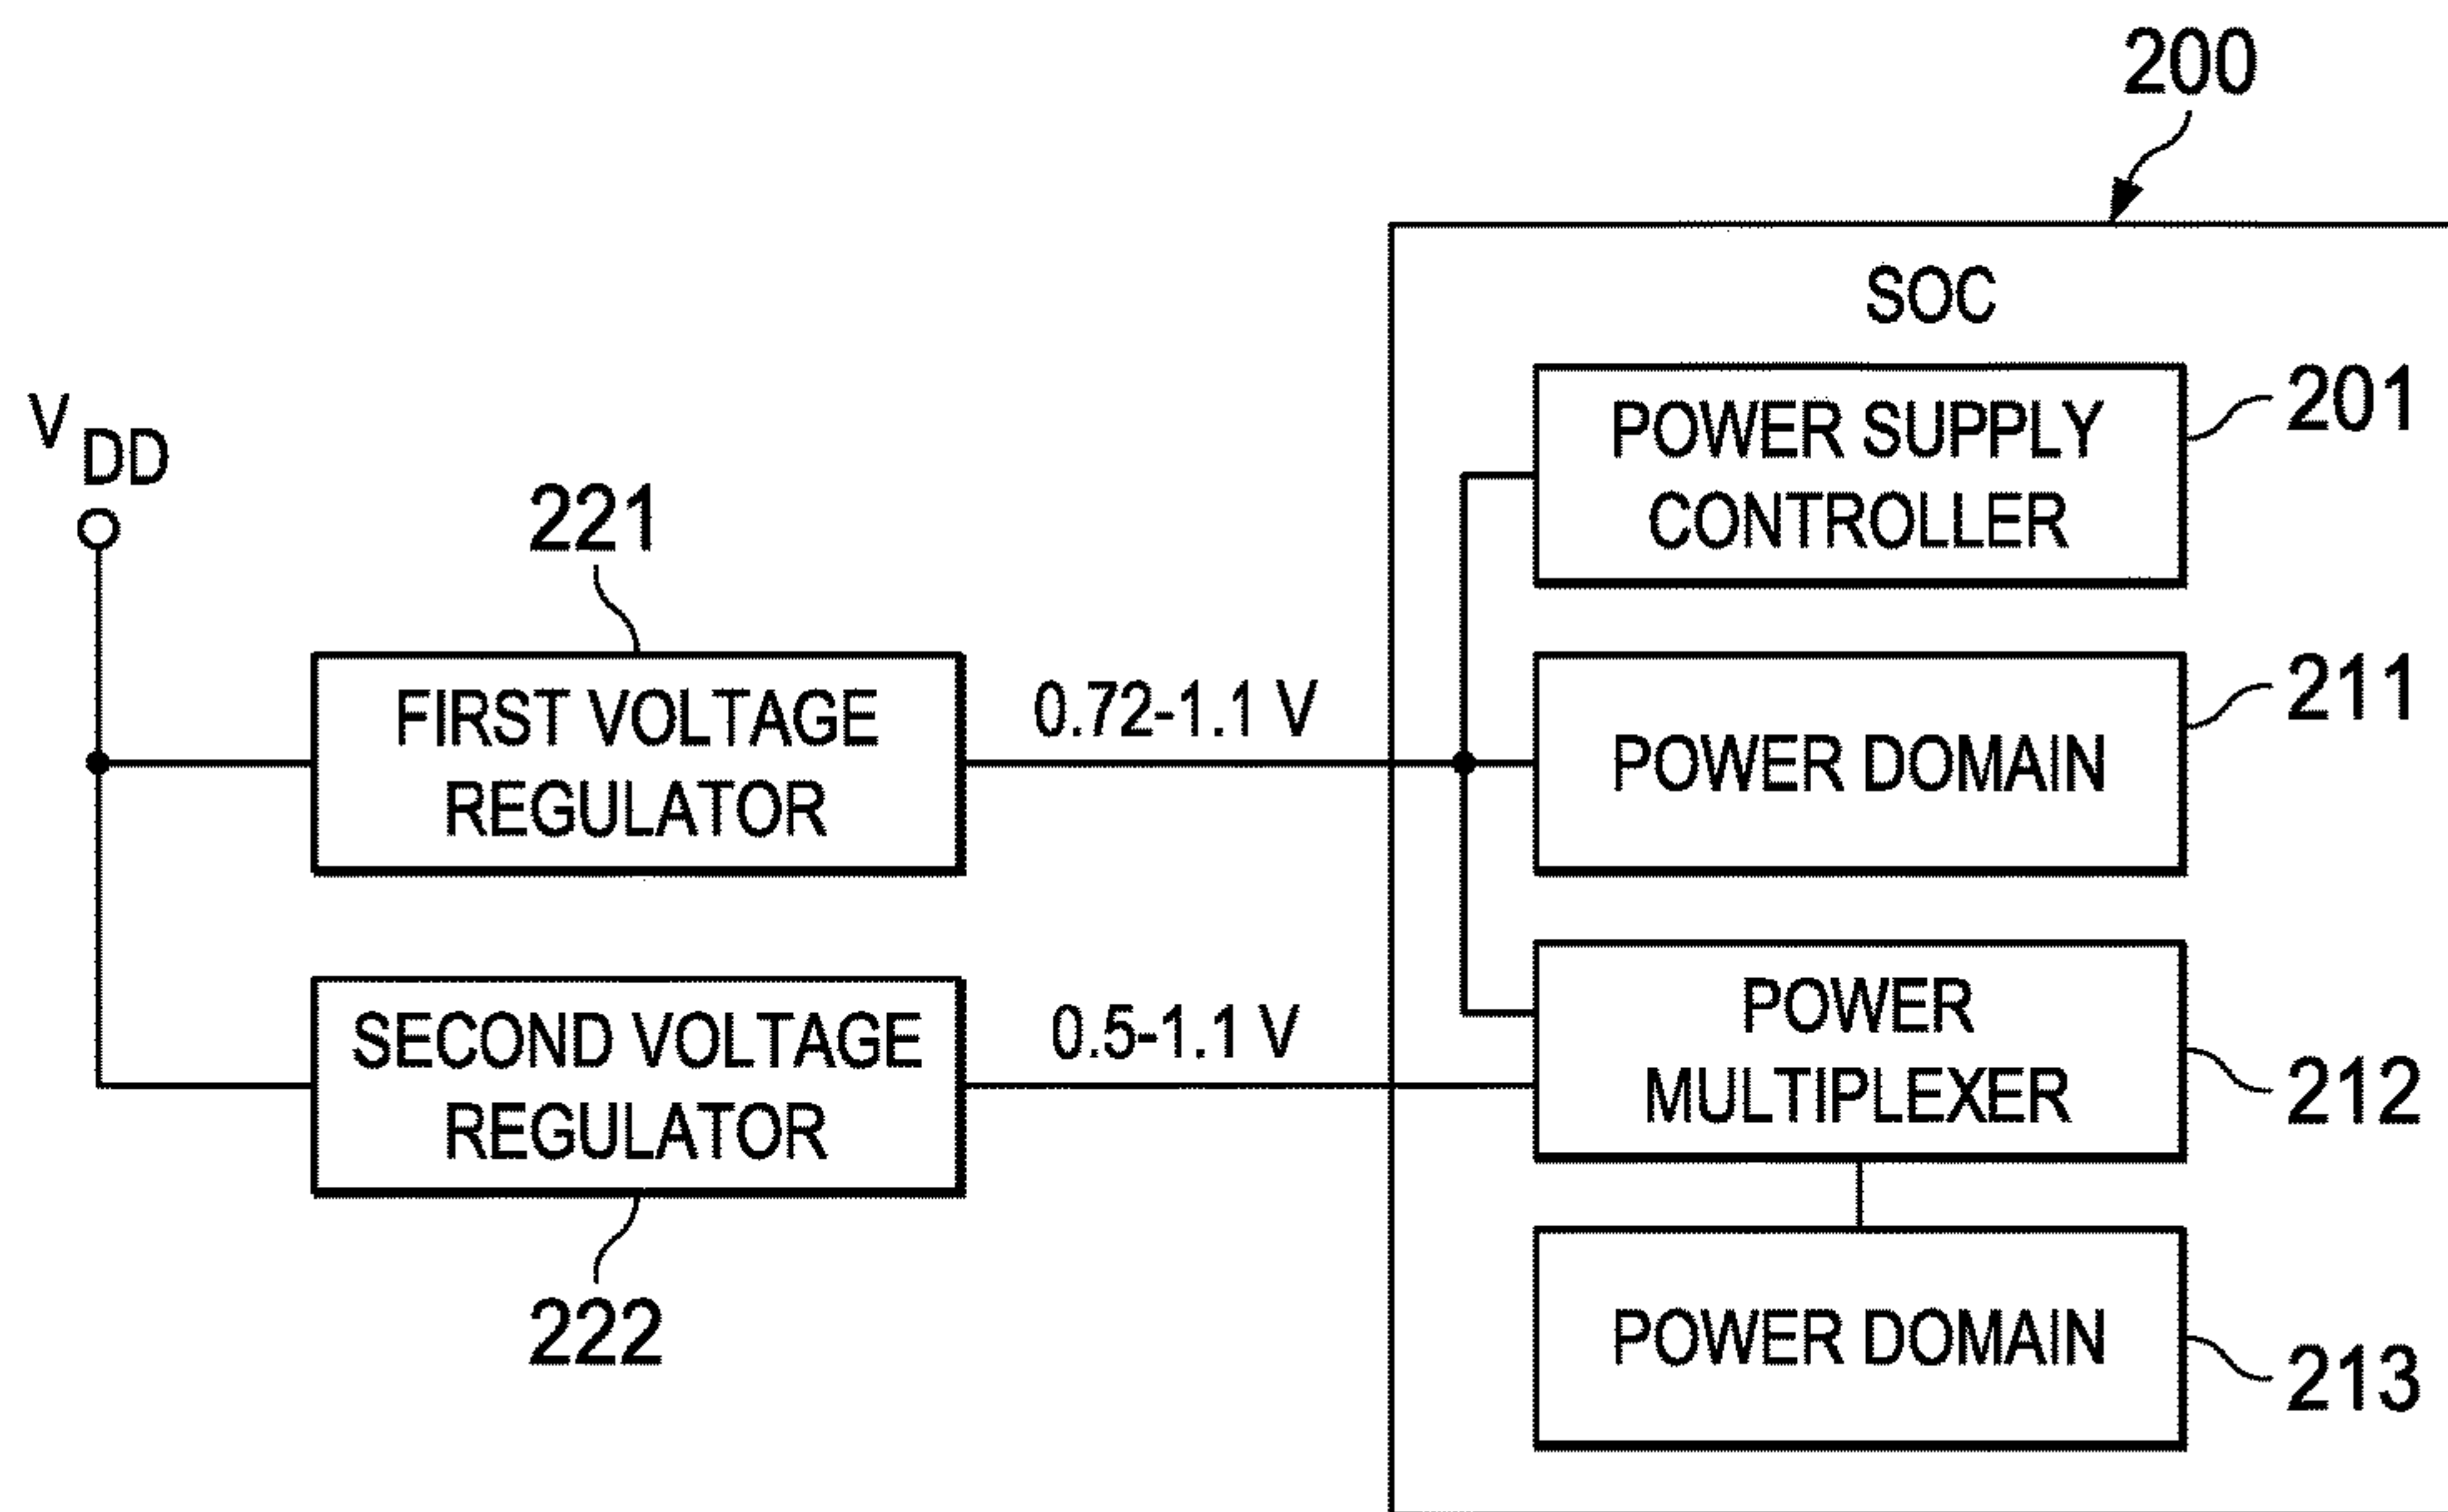 200
SOC
POWER SUPPLY
CONTROLLER
201
V DD
221
FIRST VOLTAGE
REGULATOR
0.72-1.1 V
POWER DOMAIN
211
SECOND VOLTAGE
REGULATOR
222
0.5-1.1 V
POWER
MULTIPLEXER
212
POWER DOMAIN
213